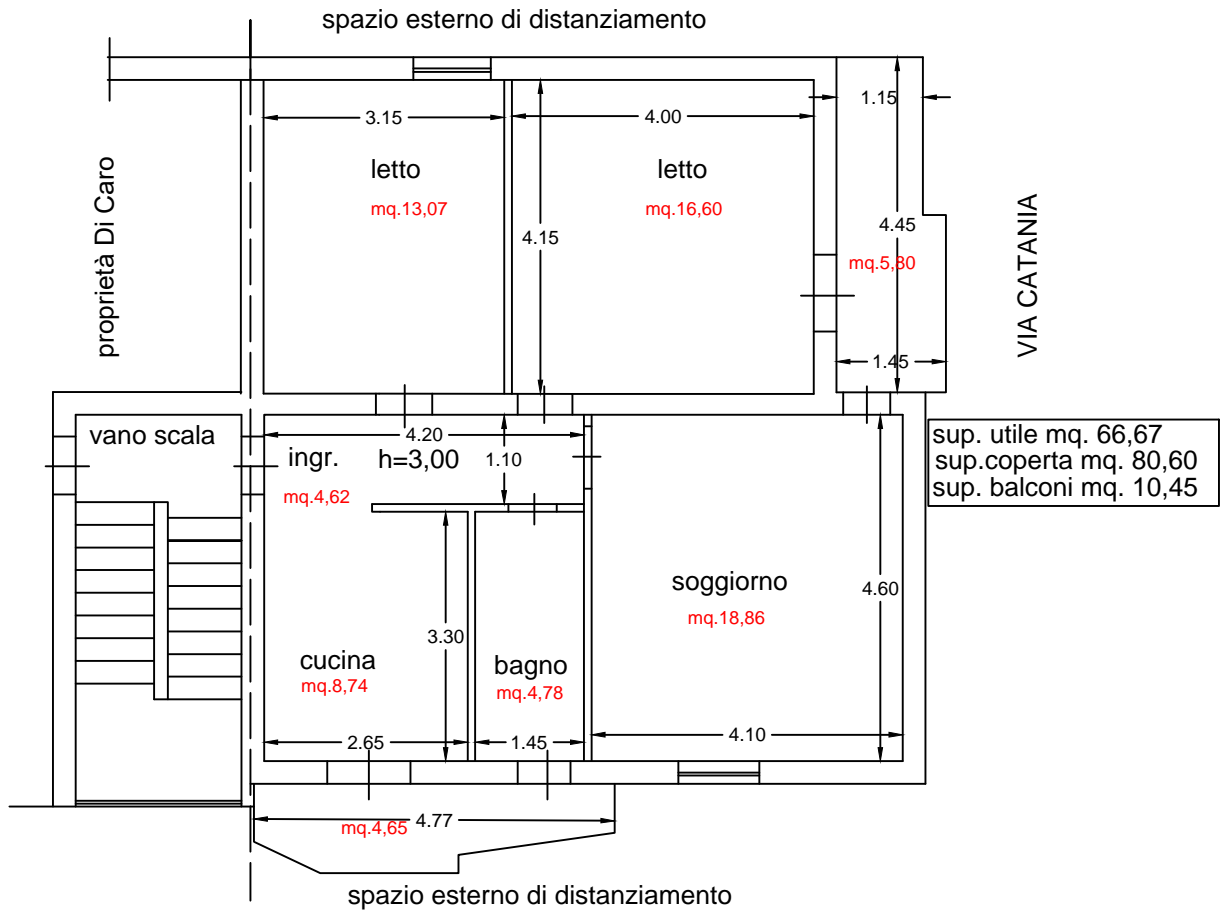 spazio esterno di distanziamento
1.15
3.15
4.00
letto
letto
mq.13,07
mq.16,60
proprietà Di Caro
4.15
4.45
mq.5,80
VIA CATANIA
1.45
vano scala
4.20
ingr.
h=3,00
1.10
mq.4,62
sup. utile mq. 66,67
sup.coperta mq. 80,60
sup. balconi mq. 10,45
soggiorno
4.60
mq.18,86
3.30
cucina
mq.8,74
bagno
mq.4,78
2.65
1.45
4.10
mq.4,65
4.77
spazio esterno di distanziamento